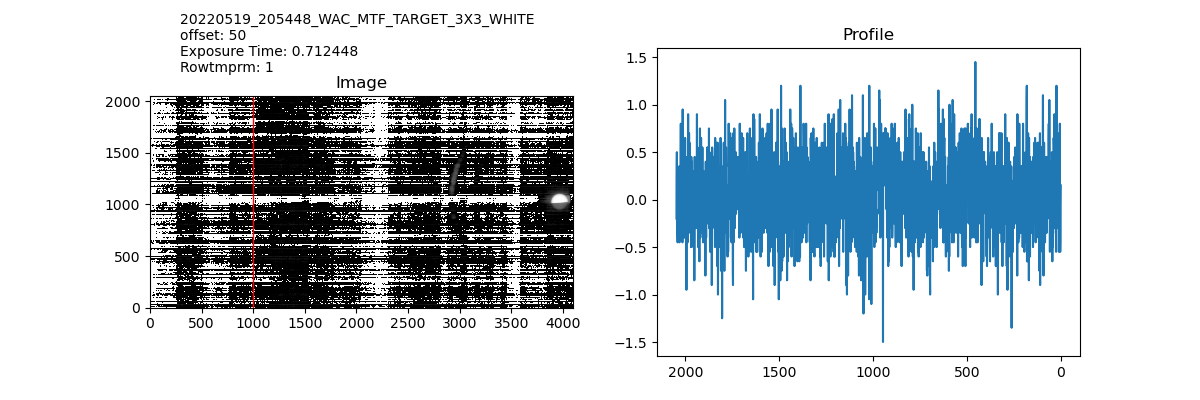 20220519_205448_WAC_MTF_TARGET_3X3_WHITE
offset: 50
Exposure Time: 0.712448
Rowtmprm: 1
Image
2000
1500
1000
500
0
0 500 1000 1500 2000 2500 3000 3500 4000
Profile
1.5
1.0
0.5
0.0
−0.5
−1.0
−1.5
2000 1500 1000 500 0